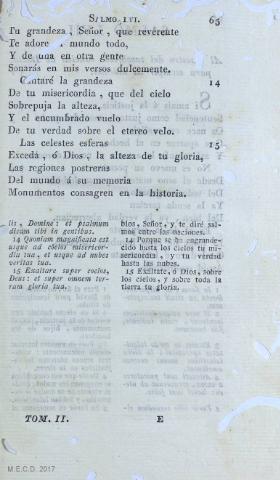 SALMO LVI. 65
Tu grandeza, Señor, que reverente
Te adore el mundo todo,
Y de una en otra gente
Sonarás en mis versos dulcemente.
Cantaré la grandeza 14
De tu misericordia, que del cielo
Sobrepuja la alteza,
Y el encumbrado vuelo
De tu verdad sobre el etereo velo.
Las celestes esferas 15
Exceda, ó Dios, la alteza de tu gloria,
Las regiones postreras
Del mundo á su memoria
Monumentos consagren en la historia.
lis, Domine: et psalmum
dicam tibi in gentibus.
14 Quoniam magnificata est
usque ad cœlos misericor-
dia tua, et usque ad nubes
veritas tua.
15 Exaltare super cœlos,
Deus: et super omnem ter-
ram gloria tua.
blos, Señor, y te diré sal-
mos entre las naciones.
14 Porque se ha engrande-
cido hasta los cielos tu mi-
sericordia, y tu verdad
hasta las nubes.
15 Exáltate, ó Dios, sobre
los cielos, y sobre toda la
tierra tu gloria.
TOM. II. E
M.E.C.D. 2017